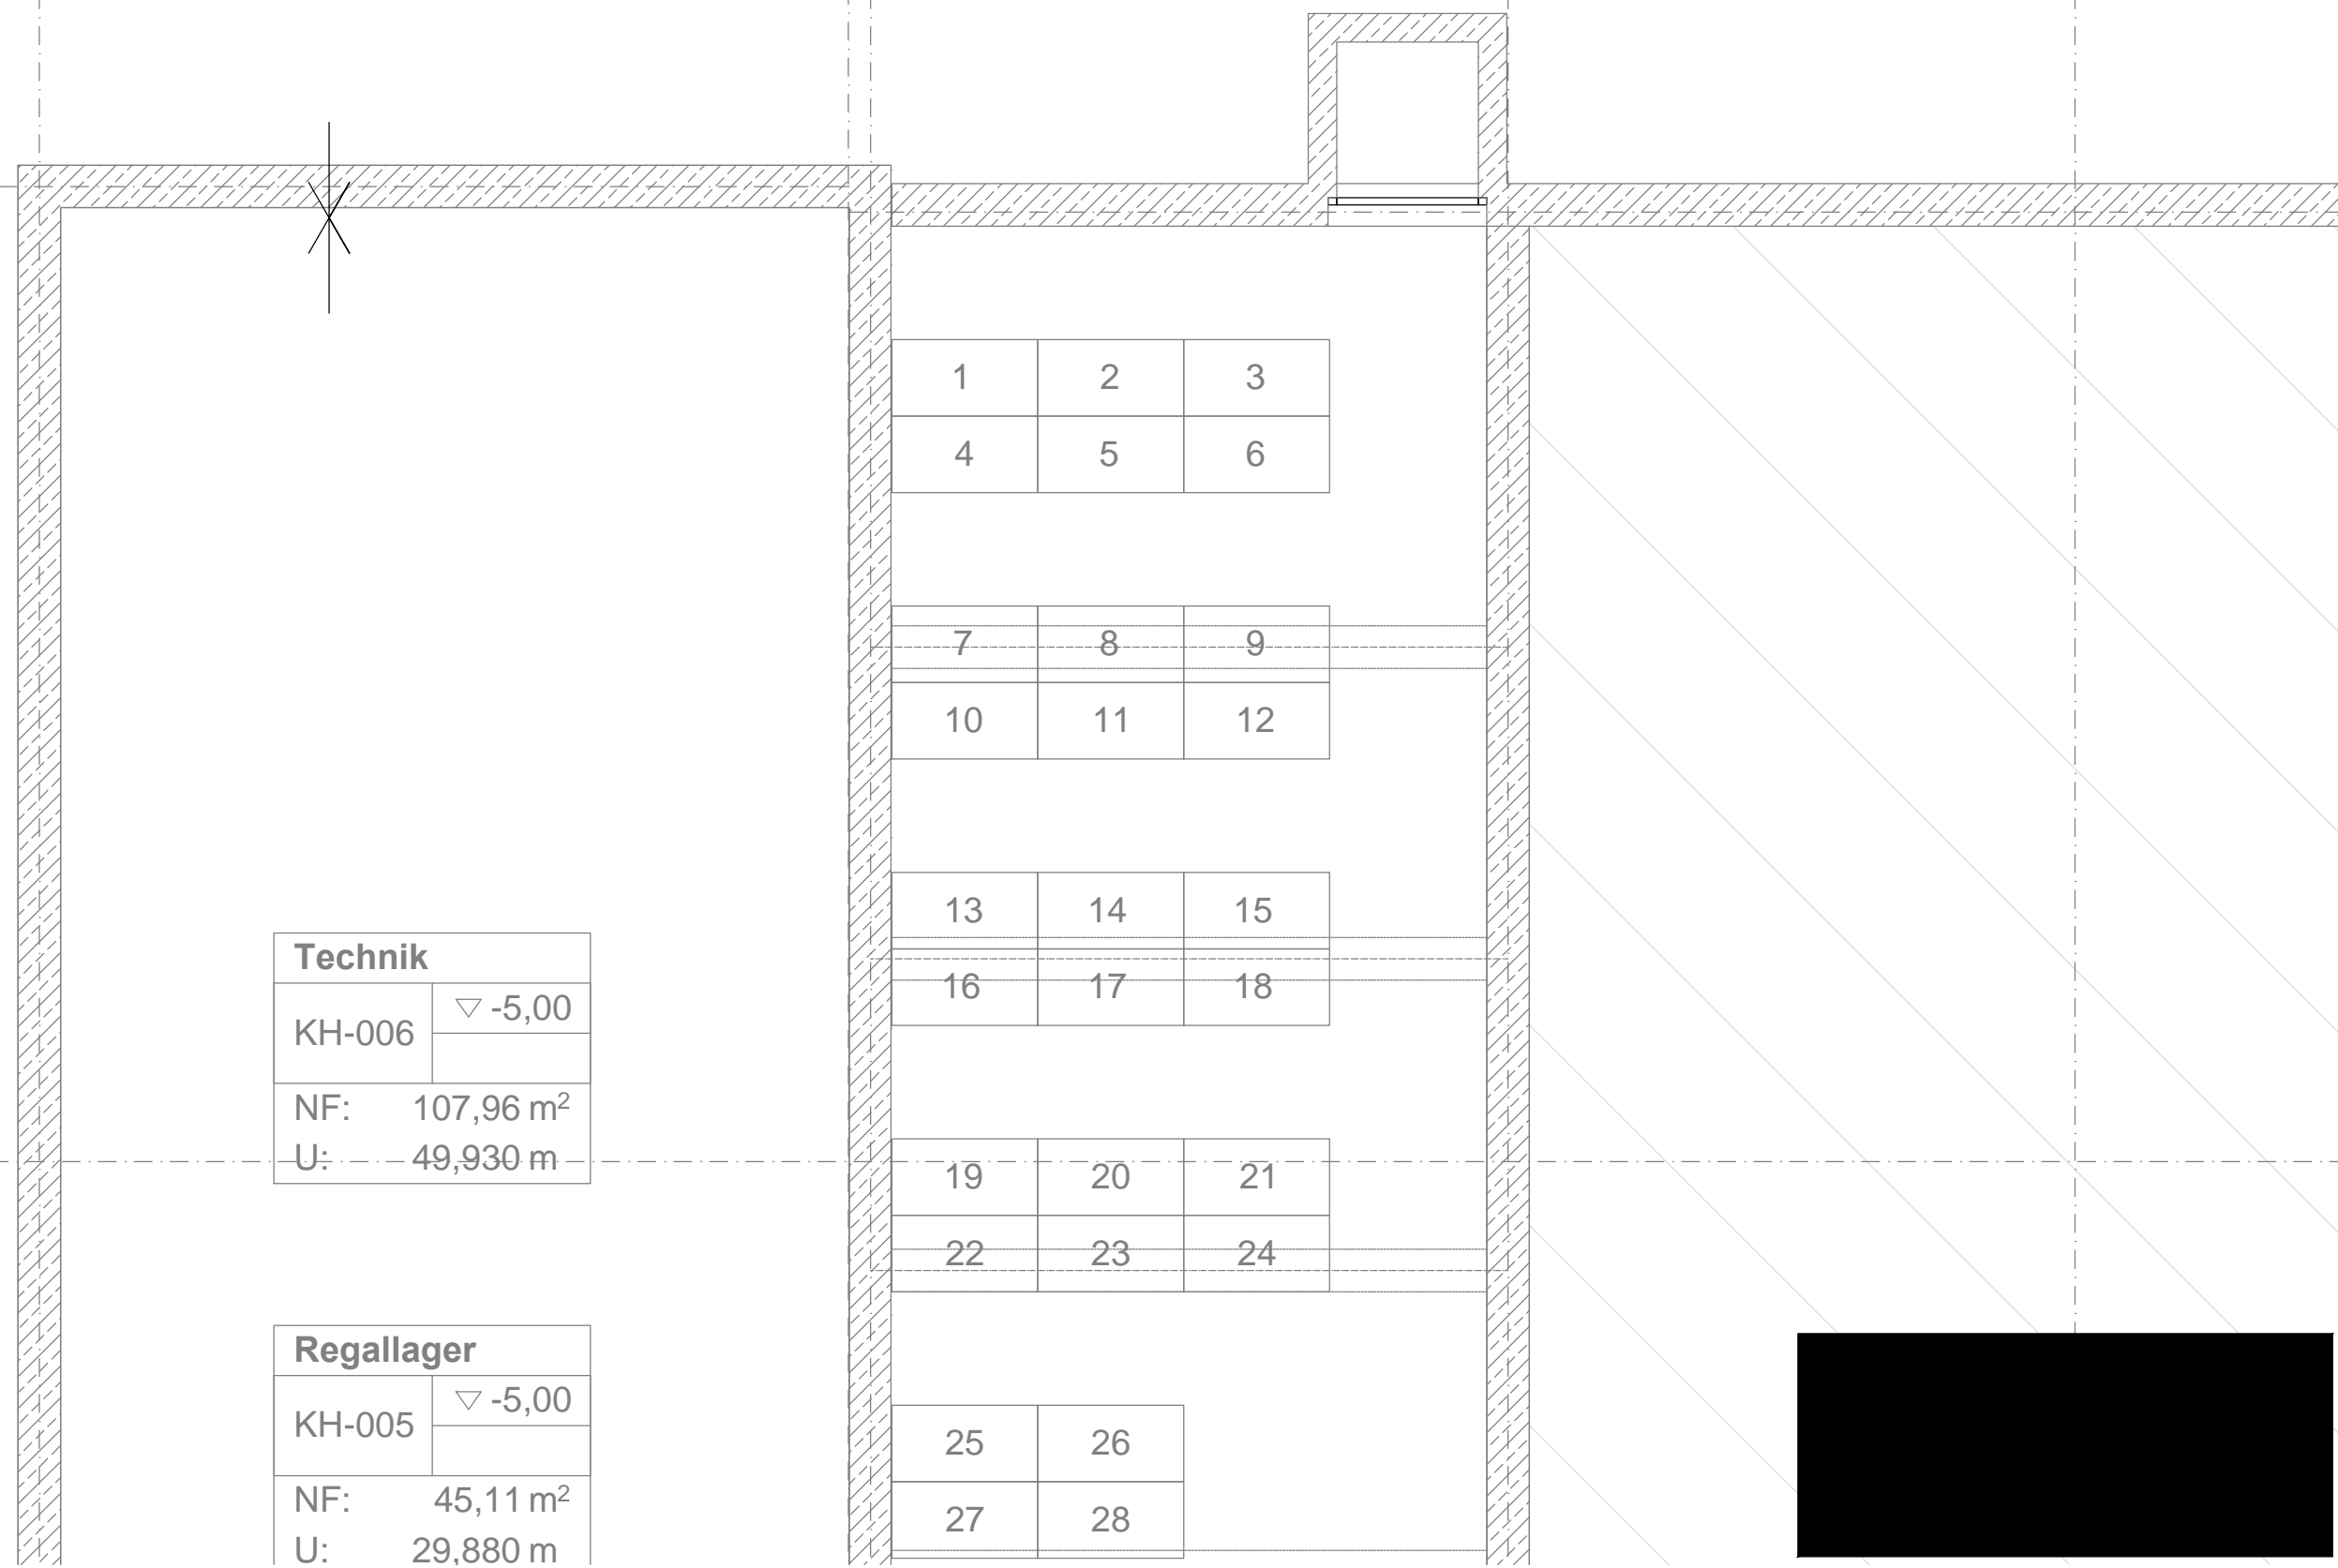 1 2 3
4 5 6
7 8 9
10 11 12
13 14 15
16 17 18
19 20 21
22 23 24
25 26
27 28
Technik
KH-006
-5,00
NF: 107,96 m²
U: 49,930 m
Regallager
KH-005
-5,00
NF: 45,11 m²
U: 29,880 m